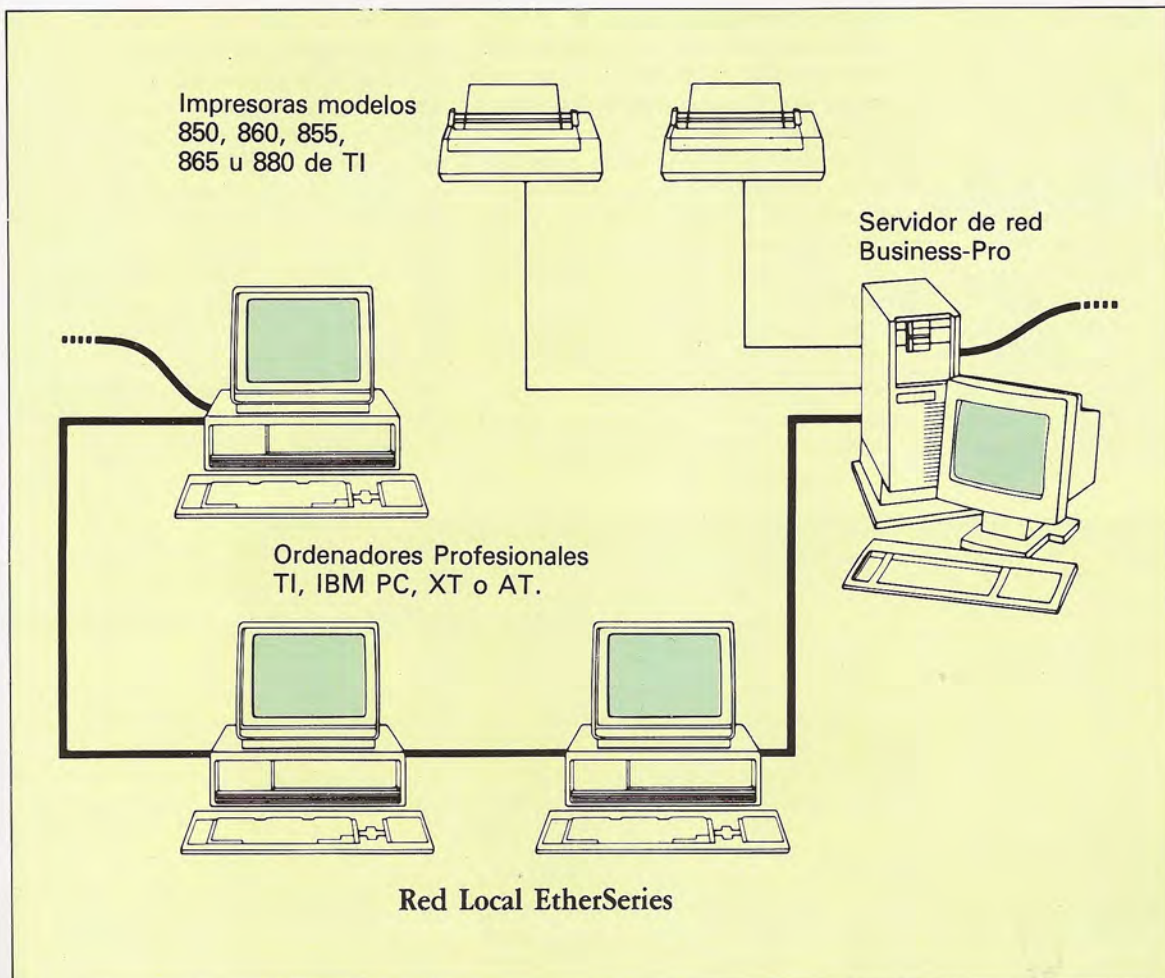 Impresoras modelos
850, 860, 855,
865 u 880 de TI
Servidor de red
Business-Pro
Ordenadores Profesionales
TI, IBM PC, XT o AT.
Red Local EtherSeries